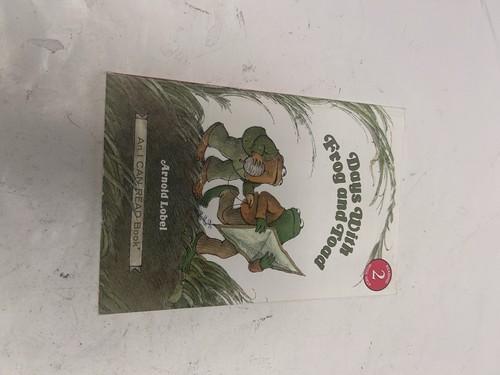 Days With
Frog and Toad
2
Arnold Lobel
An I CAN READ Book®